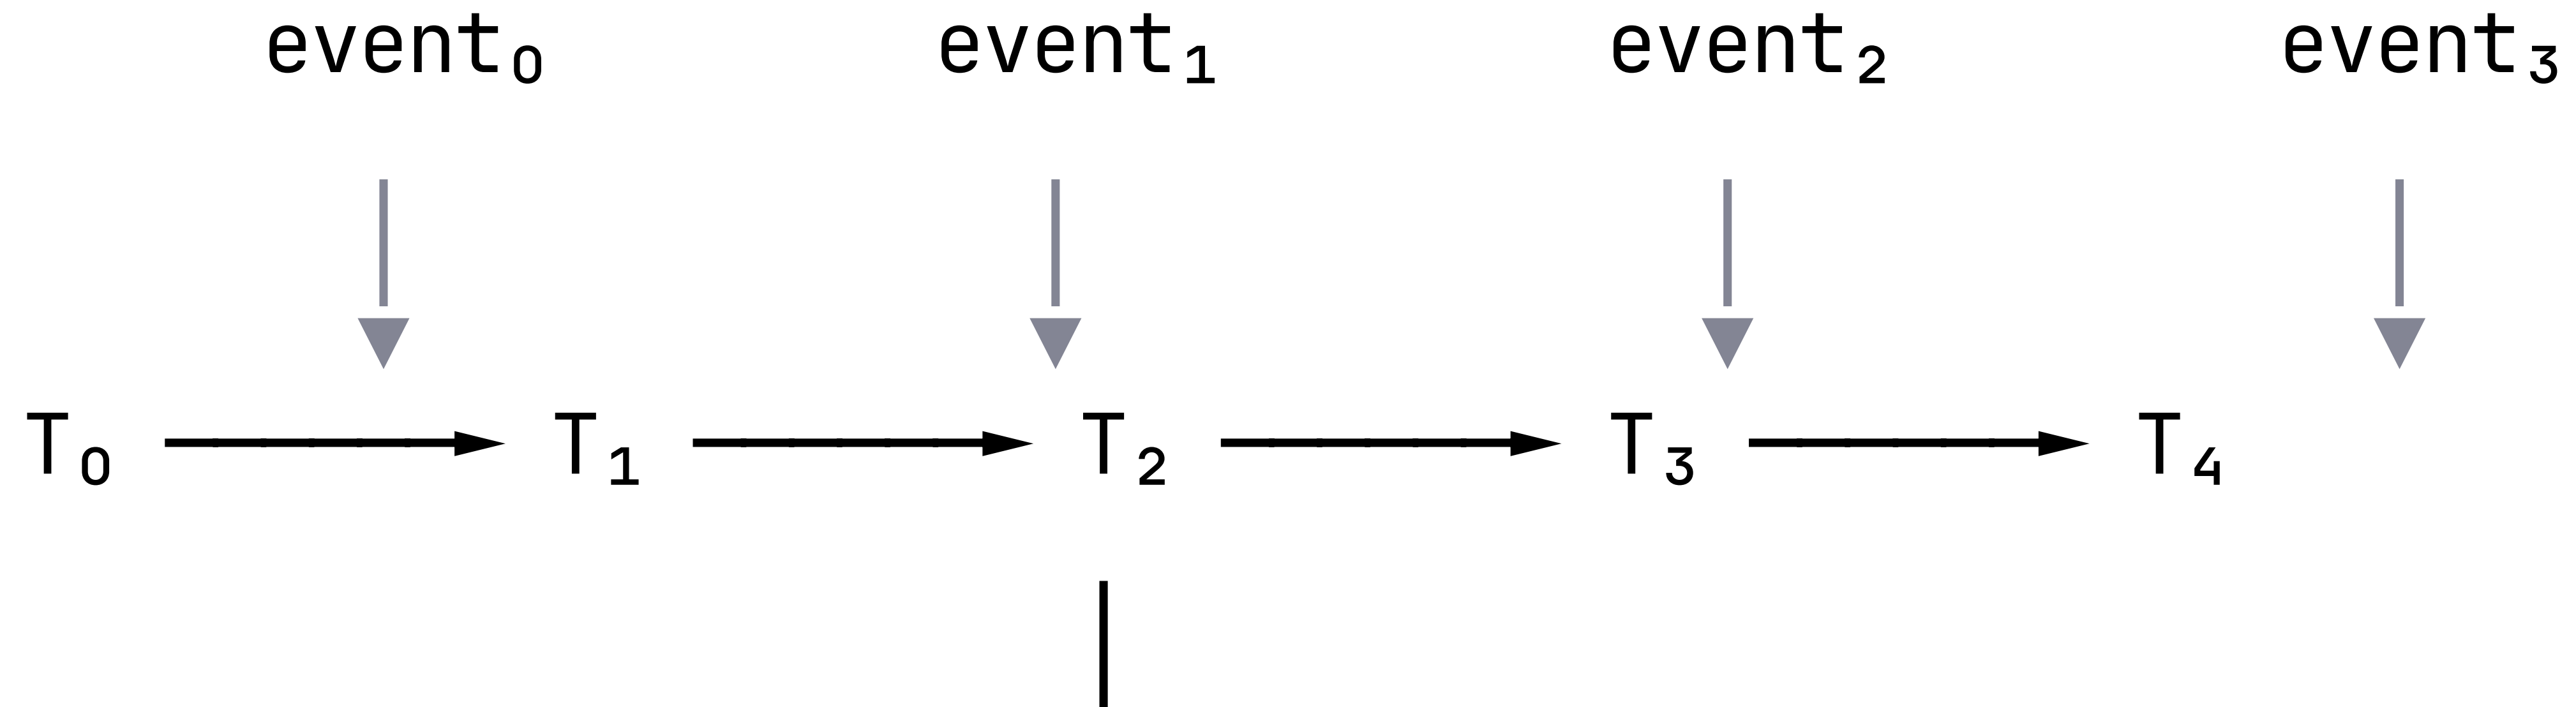 event₀ event₁ event₂ event₃
T₀ T₁ T₂ T₃ T₄